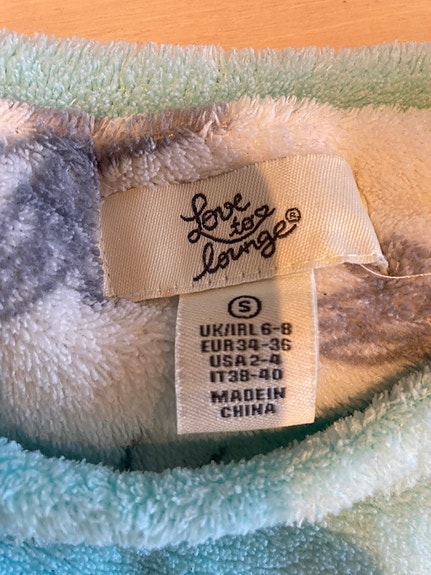 Love
to
lounge®
S
UK/IRL 6-8
EUR 34-36
USA 2-4
IT 38-40
MADE IN
CHINA